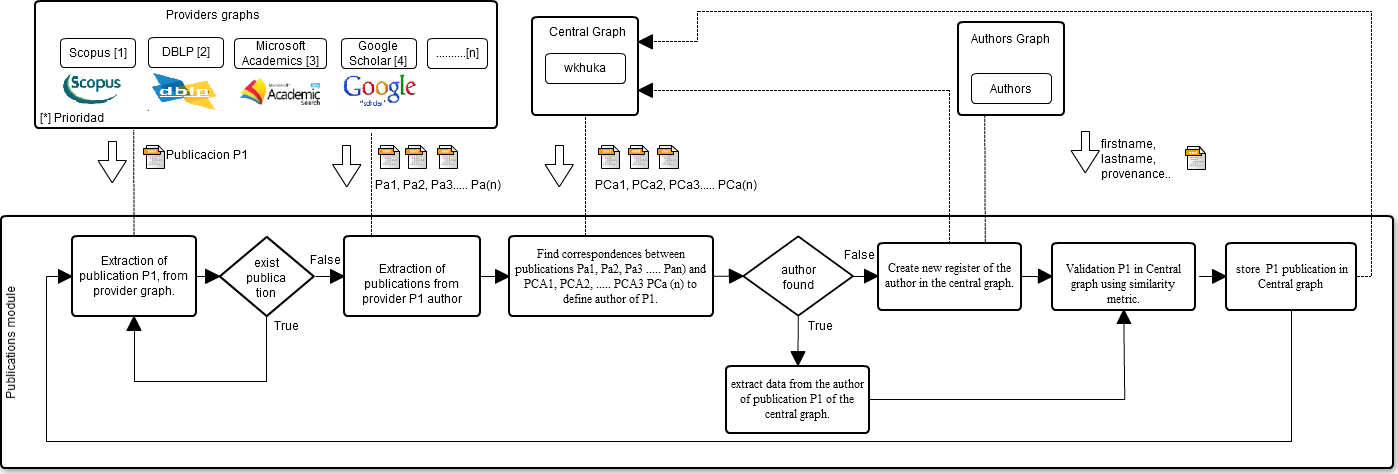 Providers graphs
Scopus [1]
DBLP [2]
Microsoft
Academics [3]
Google
Scholar [4]
..........[n]
Scopus
dblp
Microsoft
Academic
Search
Google
"scholar"
[*] Prioridad
Central Graph
wkhuka
Authors Graph
Authors
Publicacion P1
Pa1, Pa2, Pa3..... Pa(n)
PCa1, PCa2, PCa3..... PCa(n)
firstname,
lastname,
provenance..
Publications module
Extraction of
publication P1, from
provider graph.
exist
publica
tion
False
True
Extraction of
publications from
provider P1 author
Find correspondences between
publications Pa1, Pa2, Pa3 ..... Pan) and
PCA1, PCA2, ..... PCA3 PCa (n) to
define author of P1.
author
found
False
True
extract data from the author
of publication P1 of the
central graph.
Create new register of the
author in the central graph.
Validation P1 in Central
graph using similarity
metric.
store P1 publication in
Central graph